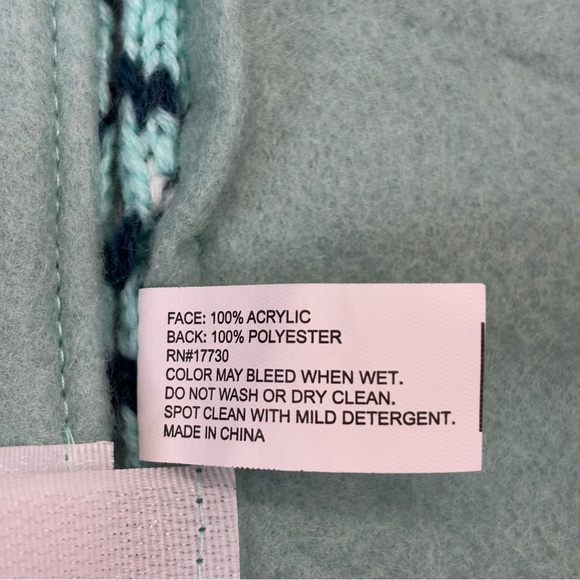 FACE: 100% ACRYLIC
BACK: 100% POLYESTER
RN#17730
COLOR MAY BLEED WHEN WET.
DO NOT WASH OR DRY CLEAN.
SPOT CLEAN WITH MILD DETERGENT.
MADE IN CHINA